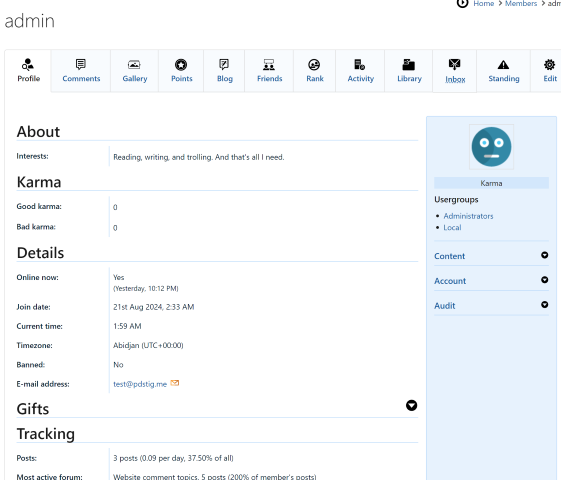 Home > Members > adm
admin
Profile Comments Gallery Points Blog Friends Rank Activity Library Inbox Standing Edit
About
Interests: Reading, writing, and trolling. And that's all I need.
Karma
Good karma: 0
Bad karma: 0
Details
Online now: Yes
(Yesterday, 10:12 PM)
Join date: 21st Aug 2024, 2:33 AM
Current time: 1:59 AM
Timezone: Abidjan (UTC+00:00)
Banned: No
E-mail address: test@pdstig.me
Gifts
Tracking
Posts: 3 posts (0.09 per day, 37.50% of all)
Most active forum: Website comment topics, 5 posts (200% of member's posts)
Karma
Usergroups
Administrators
Local
Content
Account
Audit